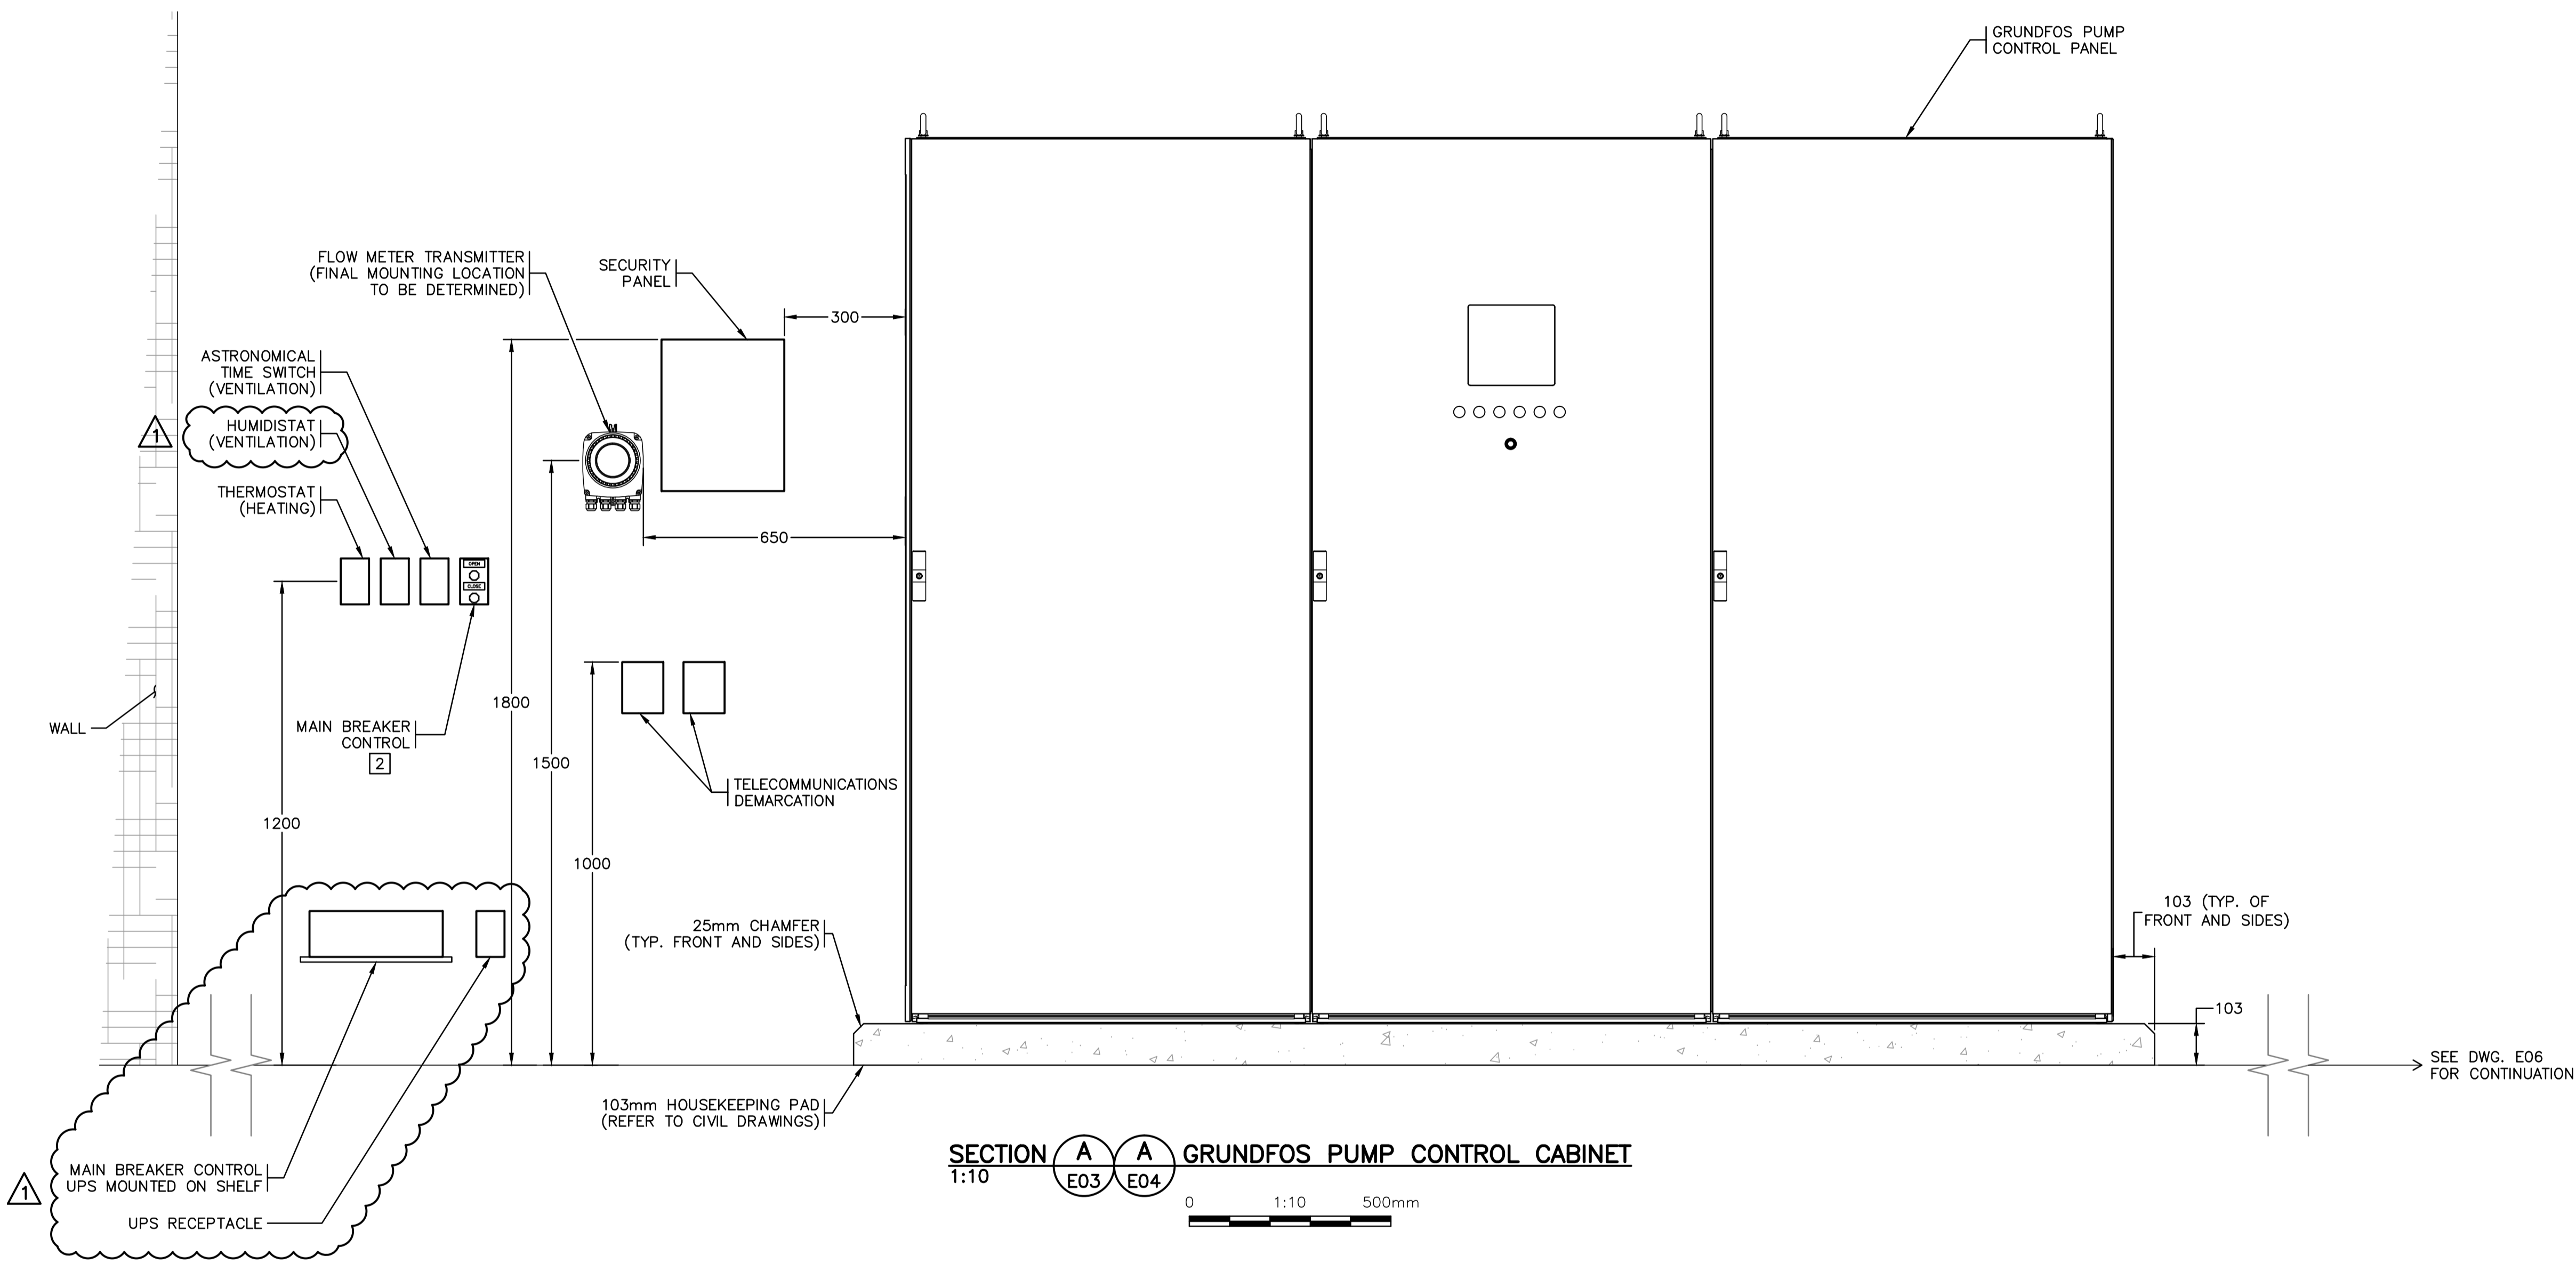 GRUNDFOS PUMP
CONTROL PANEL
FLOW METER TRANSMITTER
(FINAL MOUNTING LOCATION
TO BE DETERMINED)
SECURITY
PANEL
300
ASTRONOMICAL
TIME SWITCH
(VENTILATION)
1
HUMIDISTAT
(VENTILATION)
THERMOSTAT
(HEATING)
650
OPEN
CLOSE
WALL
MAIN BREAKER
CONTROL
2
1800
1500
1200
1000
TELECOMMUNICATIONS
DEMARCATION
25mm CHAMFER
(TYP. FRONT AND SIDES)
103 (TYP. OF
FRONT AND SIDES)
103
SEE DWG. E06
FOR CONTINUATION
103mm HOUSEKEEPING PAD
(REFER TO CIVIL DRAWINGS)
1
MAIN BREAKER CONTROL
UPS MOUNTED ON SHELF
UPS RECEPTACLE
SECTION A A GRUNDFOS PUMP CONTROL CABINET
1:10 E03 E04
0 1:10 500mm